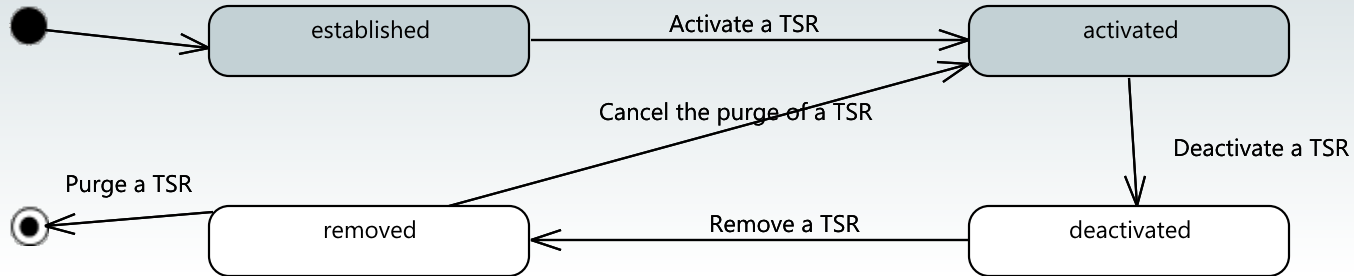 established
Activate a TSR
activated
Cancel the purge of a TSR
Deactivate a TSR
Purge a TSR
removed
Remove a TSR
deactivated